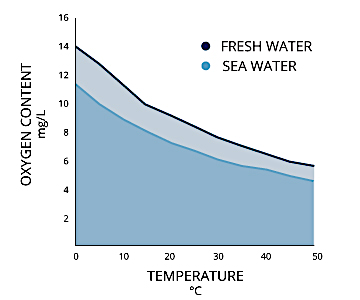 16
14
12
10
8
6
4
2
FRESH WATER
SEA WATER
OXYGEN CONTENT
mg/L
0 10 20 30 40 50
TEMPERATURE
°C